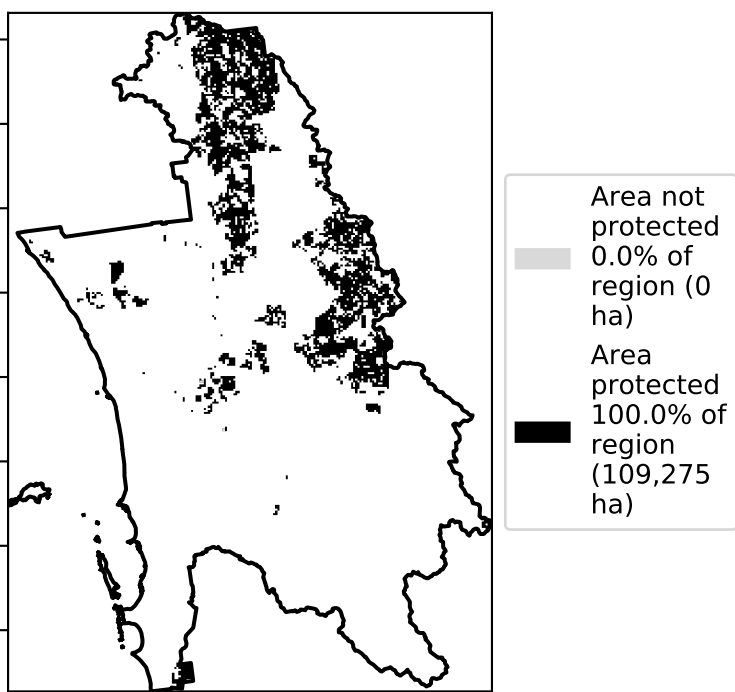 Area not
protected
0.0% of
region (0
ha)
Area
protected
100.0% of
region
(109,275
ha)